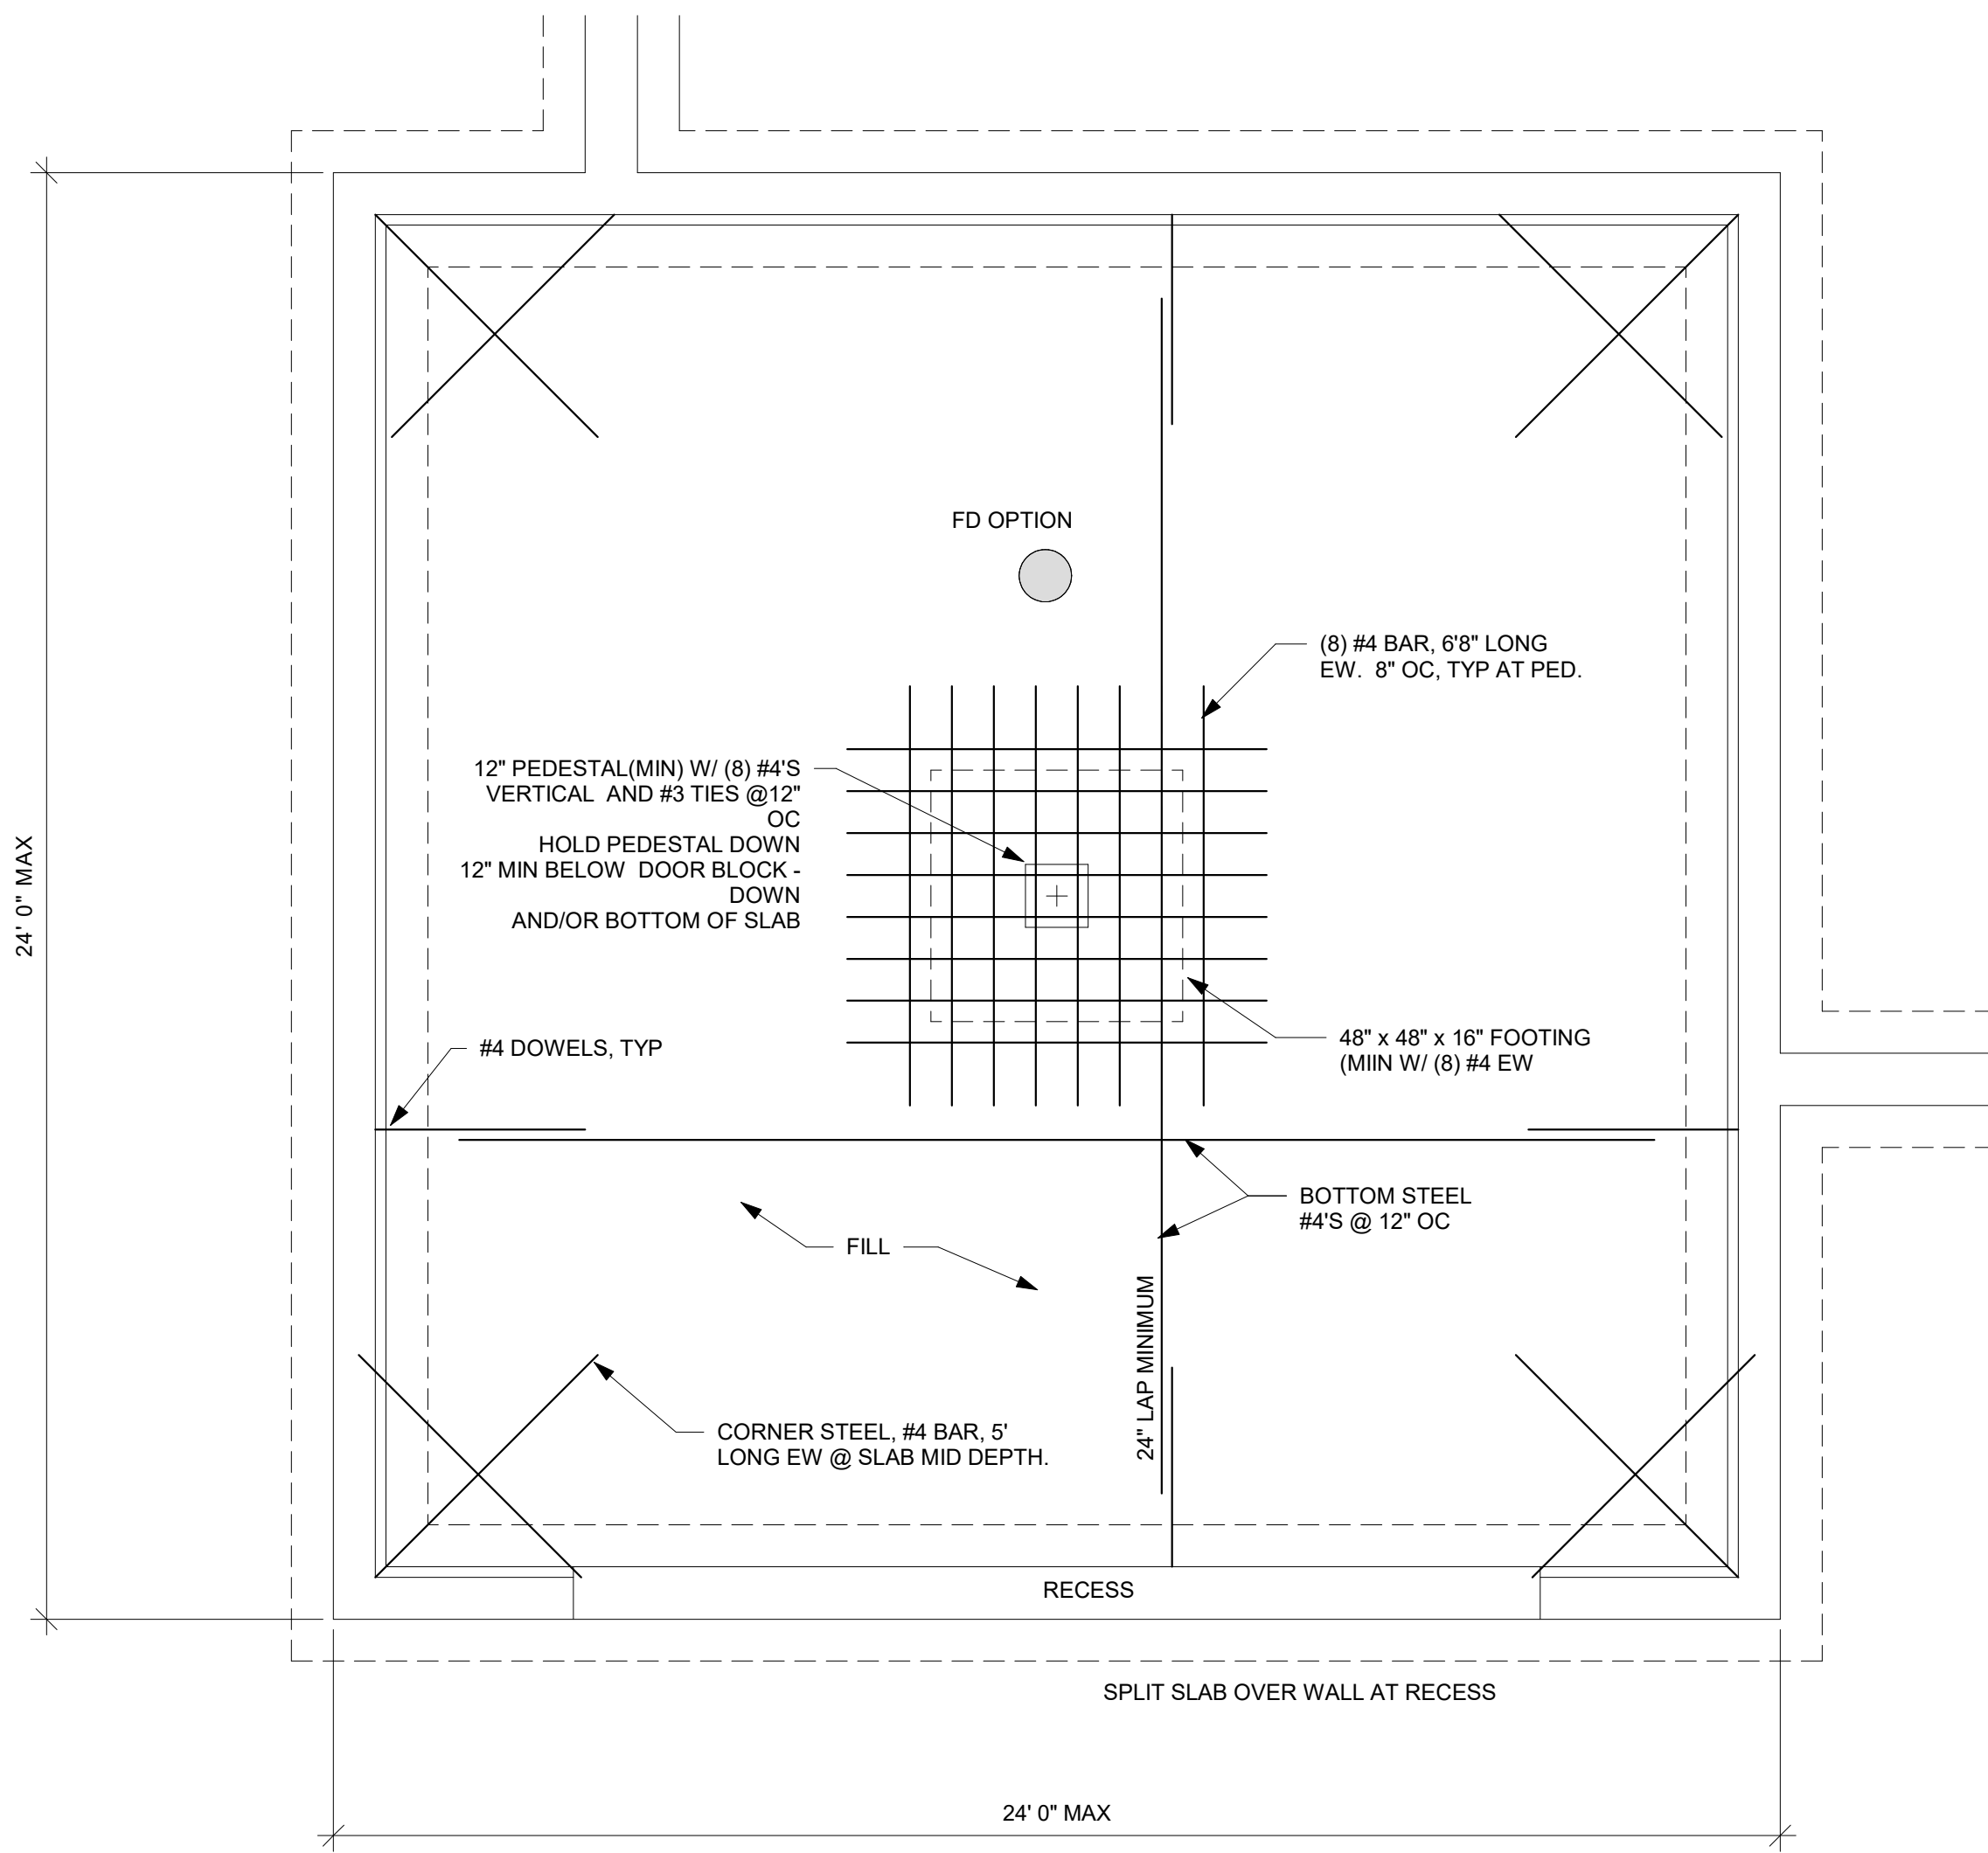 FD OPTION
(8) #4 BAR, 6'8" LONG
EW.  8" OC, TYP AT PED.
12" PEDESTAL(MIN) W/ (8) #4'S
VERTICAL  AND #3 TIES @12"
OC
HOLD PEDESTAL DOWN
12" MIN BELOW  DOOR BLOCK -
DOWN
AND/OR BOTTOM OF SLAB
24' 0" MAX
#4 DOWELS, TYP
48" x 48" x 16" FOOTING
(MIIN W/ (8) #4 EW
BOTTOM STEEL
#4'S @ 12" OC
FILL
24" LAP MINIMUM
CORNER STEEL, #4 BAR, 5'
LONG EW @ SLAB MID DEPTH.
RECESS
SPLIT SLAB OVER WALL AT RECESS
24' 0" MAX